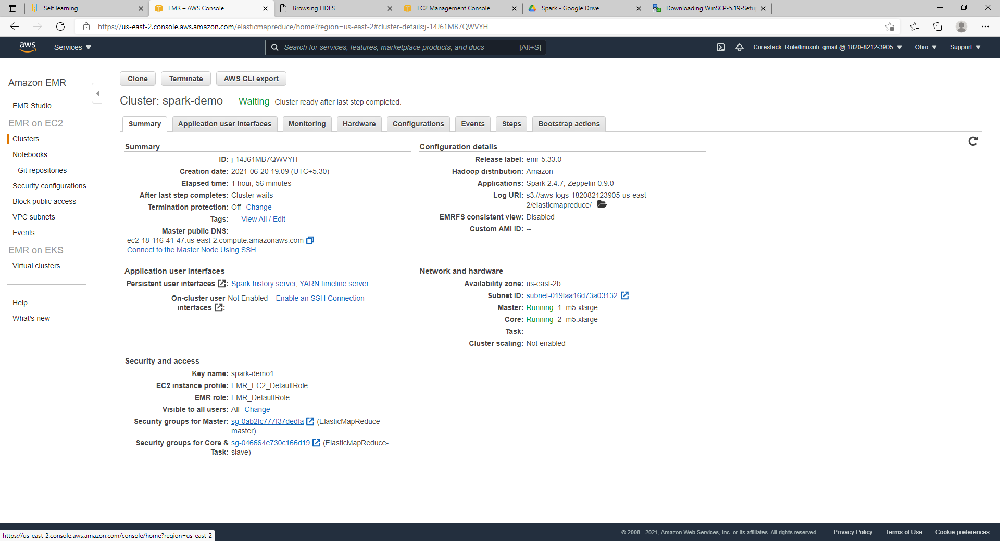 Self learning
EMR – AWS Console
Browsing HDFS
EC2 Management Console
Spark - Google Drive
Downloading WinSCP-5.19-Setu
https://us-east-2.console.aws.amazon.com/elasticmapreduce/home?region=us-east-2#cluster-details:j-14J61MB7QWVYH
aws
Services
Search for services, features, marketplace products, and docs
[Alt+S]
Corestack_Role/linuxriti_gmail @ 1820-8212-3905
Ohio
Support
Amazon EMR
EMR Studio
EMR on EC2
Clusters
Notebooks
Git repositories
Security configurations
Block public access
VPC subnets
Events
EMR on EKS
Virtual clusters
Help
What's new
Clone
Terminate
AWS CLI export
Cluster: spark-demo
Waiting
Cluster ready after last step completed.
Summary
Application user interfaces
Monitoring
Hardware
Configurations
Events
Steps
Bootstrap actions
Summary
ID: j-14J61MB7QWVYH
Creation date: 2021-06-20 19:09 (UTC+5:30)
Elapsed time: 1 hour, 56 minutes
After last step completes: Cluster waits
Termination protection: Off Change
Tags: -- View All / Edit
Master public DNS:
ec2-18-116-41-47.us-east-2.compute.amazonaws.com
Connect to the Master Node Using SSH
Configuration details
Release label: emr-5.33.0
Hadoop distribution: Amazon
Applications: Spark 2.4.7, Zeppelin 0.9.0
Log URI: s3://aws-logs-182082123905-us-east-
2/elasticmapreduce/
EMRFS consistent view: Disabled
Custom AMI ID: --
Application user interfaces
Persistent user interfaces : Spark history server, YARN timeline server
On-cluster user Not Enabled Enable an SSH Connection
interfaces :
Network and hardware
Availability zone: us-east-2b
Subnet ID: subnet-019faa16d73a03132
Master: Running 1 m5.xlarge
Core: Running 2 m5.xlarge
Task: --
Cluster scaling: Not enabled
Security and access
Key name: spark-demo1
EC2 instance profile: EMR_EC2_DefaultRole
EMR role: EMR_DefaultRole
Visible to all users: All Change
Security groups for Master: sg-0ab2fc777f37dedfa (ElasticMapReduce-
master)
Security groups for Core & sg-046664e730c166d19 (ElasticMapReduce-
Task: slave)
https://us-east-2.console.aws.amazon.com/console/home?region=us-east-2
© 2008 - 2021, Amazon Web Services, Inc. or its affiliates. All rights reserved.
Privacy Policy
Terms of Use
Cookie preferences